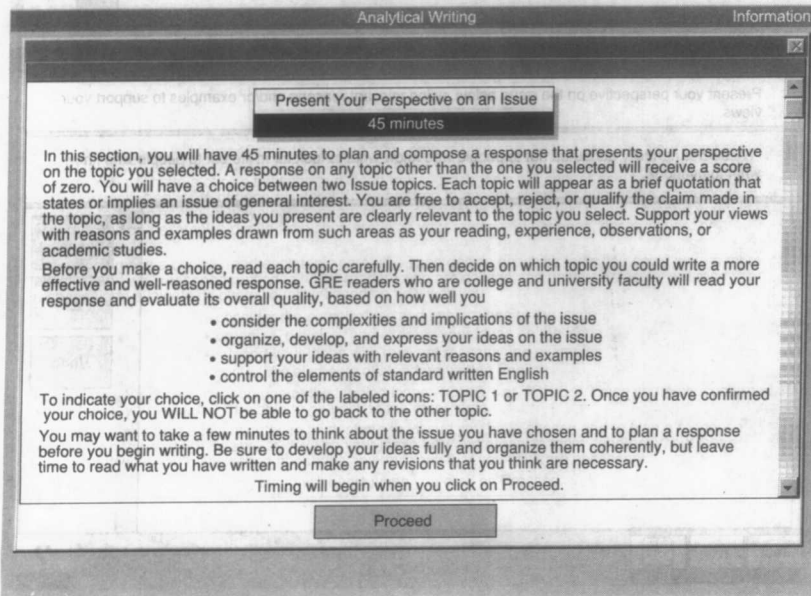 Analytical Writing
Information
Present Your Perspective on an Issue
45 minutes
In this section, you will have 45 minutes to plan and compose a response that presents your perspective
on the topic you selected. A response on any topic other than the one you selected will receive a score
of zero. You will have a choice between two Issue topics. Each topic will appear as a brief quotation that
states or implies an issue of general interest. You are free to accept, reject, or qualify the claim made in
the topic, as long as the ideas you present are clearly relevant to the topic you select. Support your views
with reasons and examples drawn from such areas as your reading, experience, observations, or
academic studies.
Before you make a choice, read each topic carefully. Then decide on which topic you could write a more
effective and well-reasoned response. GRE readers who are college and university faculty will read your
response and evaluate its overall quality, based on how well you
• consider the complexities and implications of the issue
• organize, develop, and express your ideas on the issue
• support your ideas with relevant reasons and examples
• control the elements of standard written English
To indicate your choice, click on one of the labeled icons: TOPIC 1 or TOPIC 2. Once you have confirmed
your choice, you WILL NOT be able to go back to the other topic.
You may want to take a few minutes to think about the issue you have chosen and to plan a response
before you begin writing. Be sure to develop your ideas fully and organize them coherently, but leave
time to read what you have written and make any revisions that you think are necessary.
Timing will begin when you click on Proceed.
Proceed